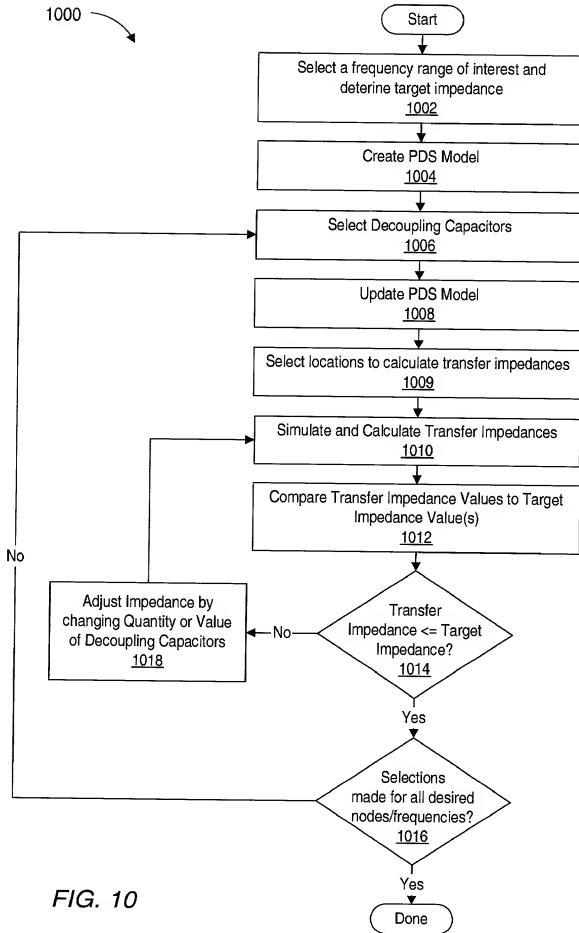 1000
Start
Select a frequency range of interest and
deterine target impedance
1002
Create PDS Model
1004
Select Decoupling Capacitors
1006
Update PDS Model
1008
Select locations to calculate transfer impedances
1009
Simulate and Calculate Transfer Impedances
1010
Compare Transfer Impedance Values to Target
Impedance Value(s)
1012
No
Adjust Impedance by
changing Quantity or Value
of Decoupling Capacitors
1018
No
Transfer
Impedance <= Target
Impedance?
1014
Yes
Selections
made for all desired
nodes/frequencies?
1016
Yes
Done
FIG. 10